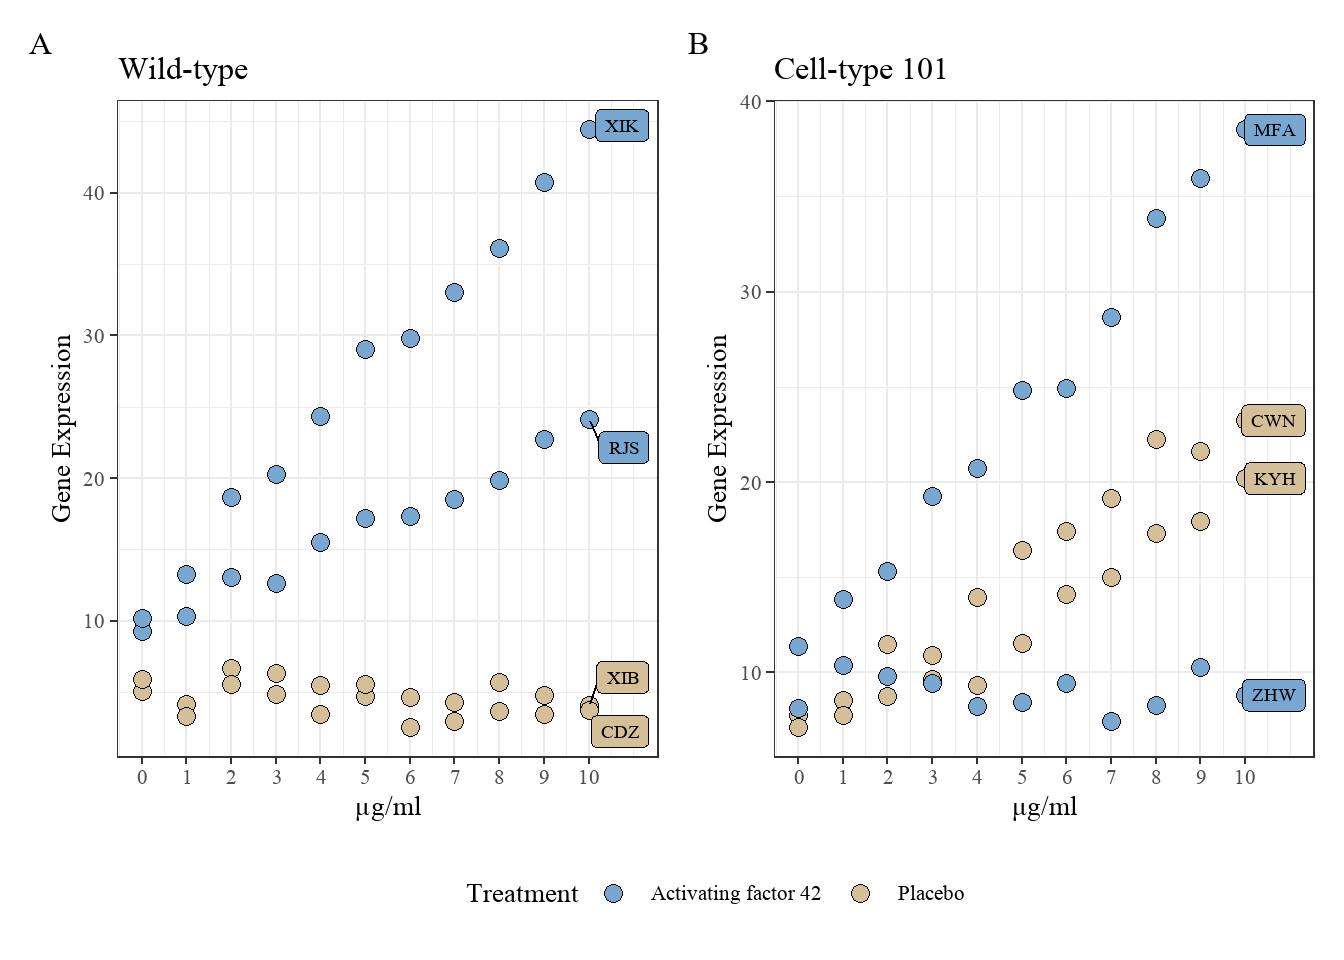 A
Wild-type
Gene Expression
40
30
20
10
XIK
RJS
XIB
CDZ
0 1 2 3 4 5 6 7 8 9 10
µg/ml
B
Cell-type 101
Gene Expression
40
30
20
10
MFA
CWN
KYH
ZHW
0 1 2 3 4 5 6 7 8 9 10
µg/ml
Treatment Activating factor 42 Placebo